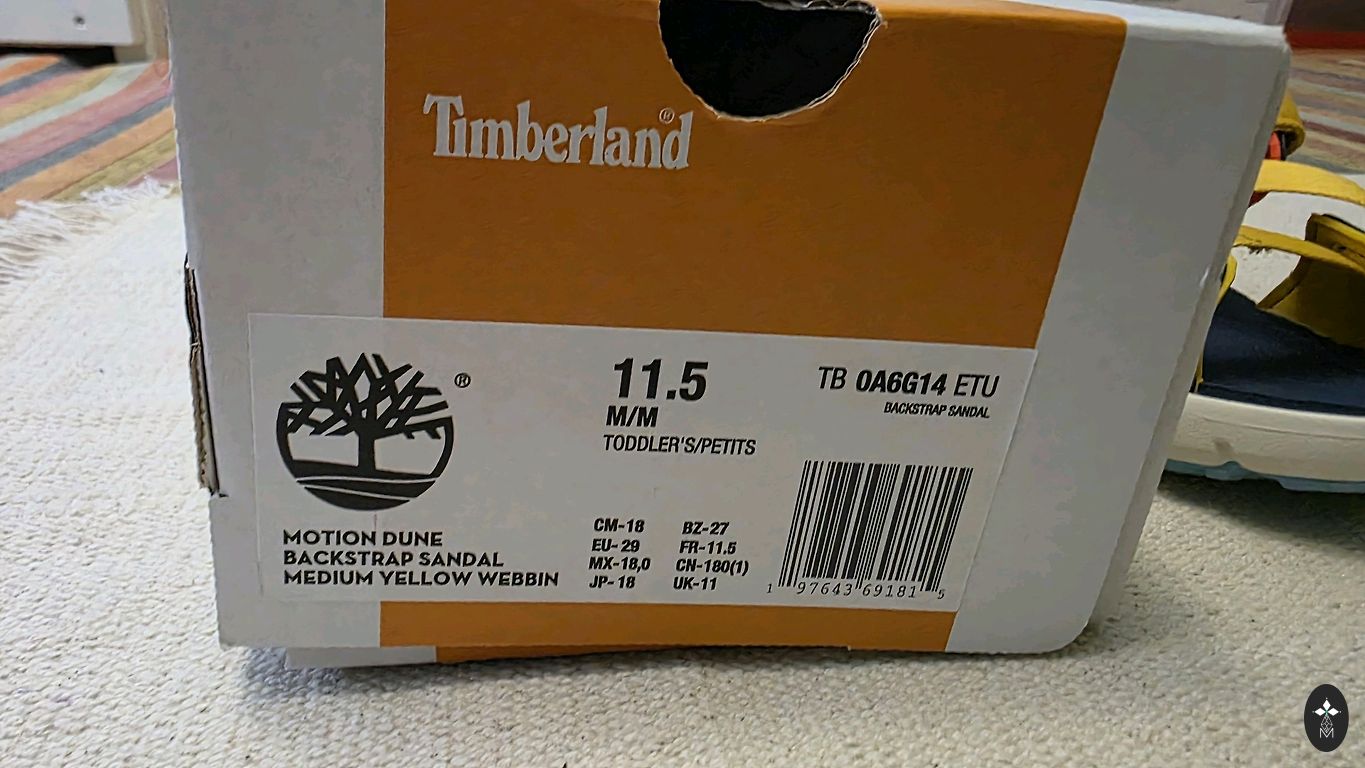 Timberland®
®
11.5
M/M
TODDLER'S/PETITS
TB 0A6G14 ETU
BACKSTRAP SANDAL
MOTION DUNE
BACKSTRAP SANDAL
MEDIUM YELLOW WEBBIN
CM-18 BZ-27
EU-29 FR-11.5
MX-18,0 CN-180(1)
JP-18 UK-11
1 97643 69181 5
M